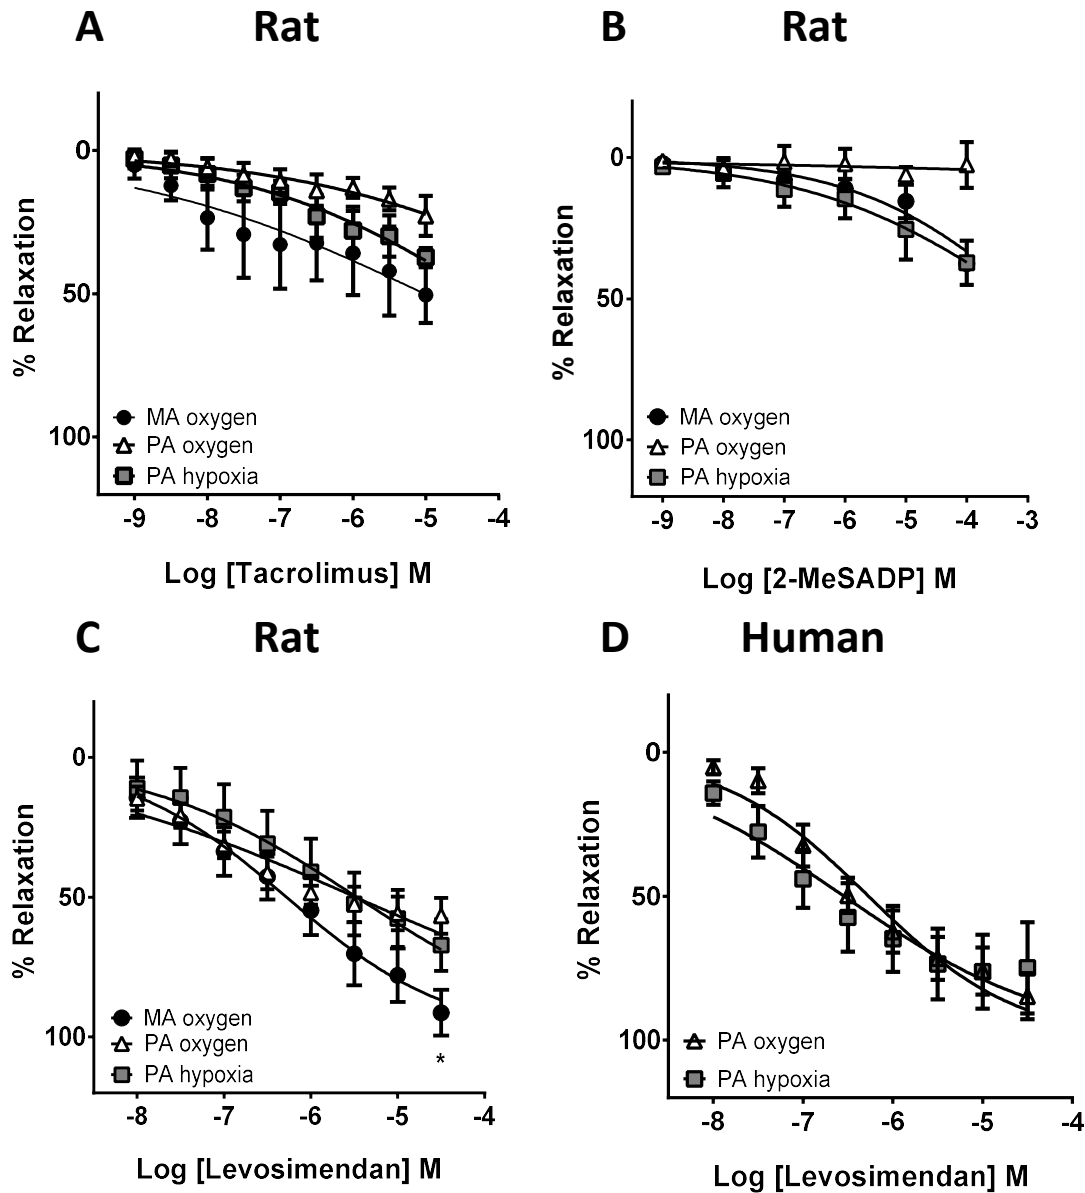 A Rat
% Relaxation
0
50
100
MA oxygen
PA oxygen
PA hypoxia
-9 -8 -7 -6 -5 -4
Log [Tacrolimus] M
B Rat
% Relaxation
0
50
100
MA oxygen
PA oxygen
PA hypoxia
-9 -8 -7 -6 -5 -4 -3
Log [2-MeSADP] M
C Rat
% Relaxation
0
50
100
MA oxygen
PA oxygen
PA hypoxia
*
-8 -7 -6 -5 -4
Log [Levosimendan] M
D Human
% Relaxation
0
50
100
PA oxygen
PA hypoxia
-8 -7 -6 -5 -4
Log [Levosimendan] M